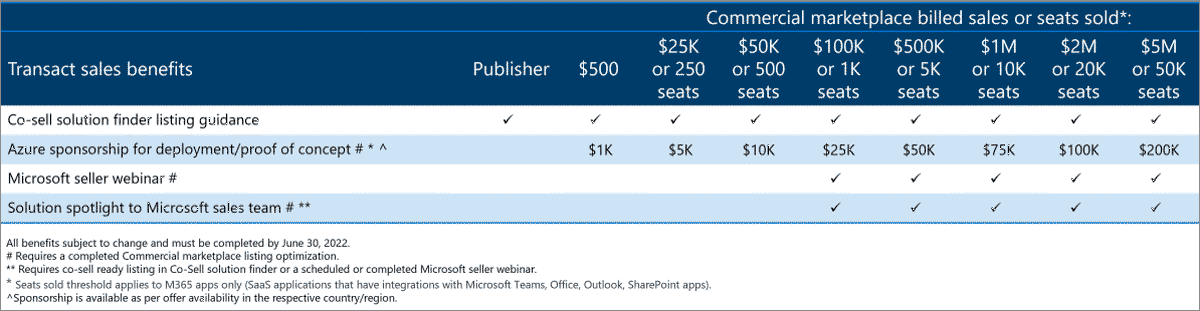 Commercial marketplace billed sales or seats sold*:
Transact sales benefits Publisher $500 $25K or 250 seats $50K or 500 seats $100K or 1K seats $500K or 5K seats $1M or 10K seats $2M or 20K seats $5M or 50K seats
Co-sell solution finder listing guidance ✓ ✓ ✓ ✓ ✓ ✓ ✓ ✓ ✓
Azure sponsorship for deployment/proof of concept # * ^ $1K $5K $10K $25K $50K $75K $100K $200K
Microsoft seller webinar # ✓ ✓ ✓ ✓ ✓
Solution spotlight to Microsoft sales team # ** ✓ ✓ ✓ ✓ ✓
All benefits subject to change and must be completed by June 30, 2022.
# Requires a completed Commercial marketplace listing optimization.
** Requires co-sell ready listing in Co-Sell solution finder or a scheduled or completed Microsoft seller webinar.
* Seats sold threshold applies to M365 apps only (SaaS applications that have integrations with Microsoft Teams, Office, Outlook, SharePoint apps).
^Sponsorship is available as per offer availability in the respective country/region.